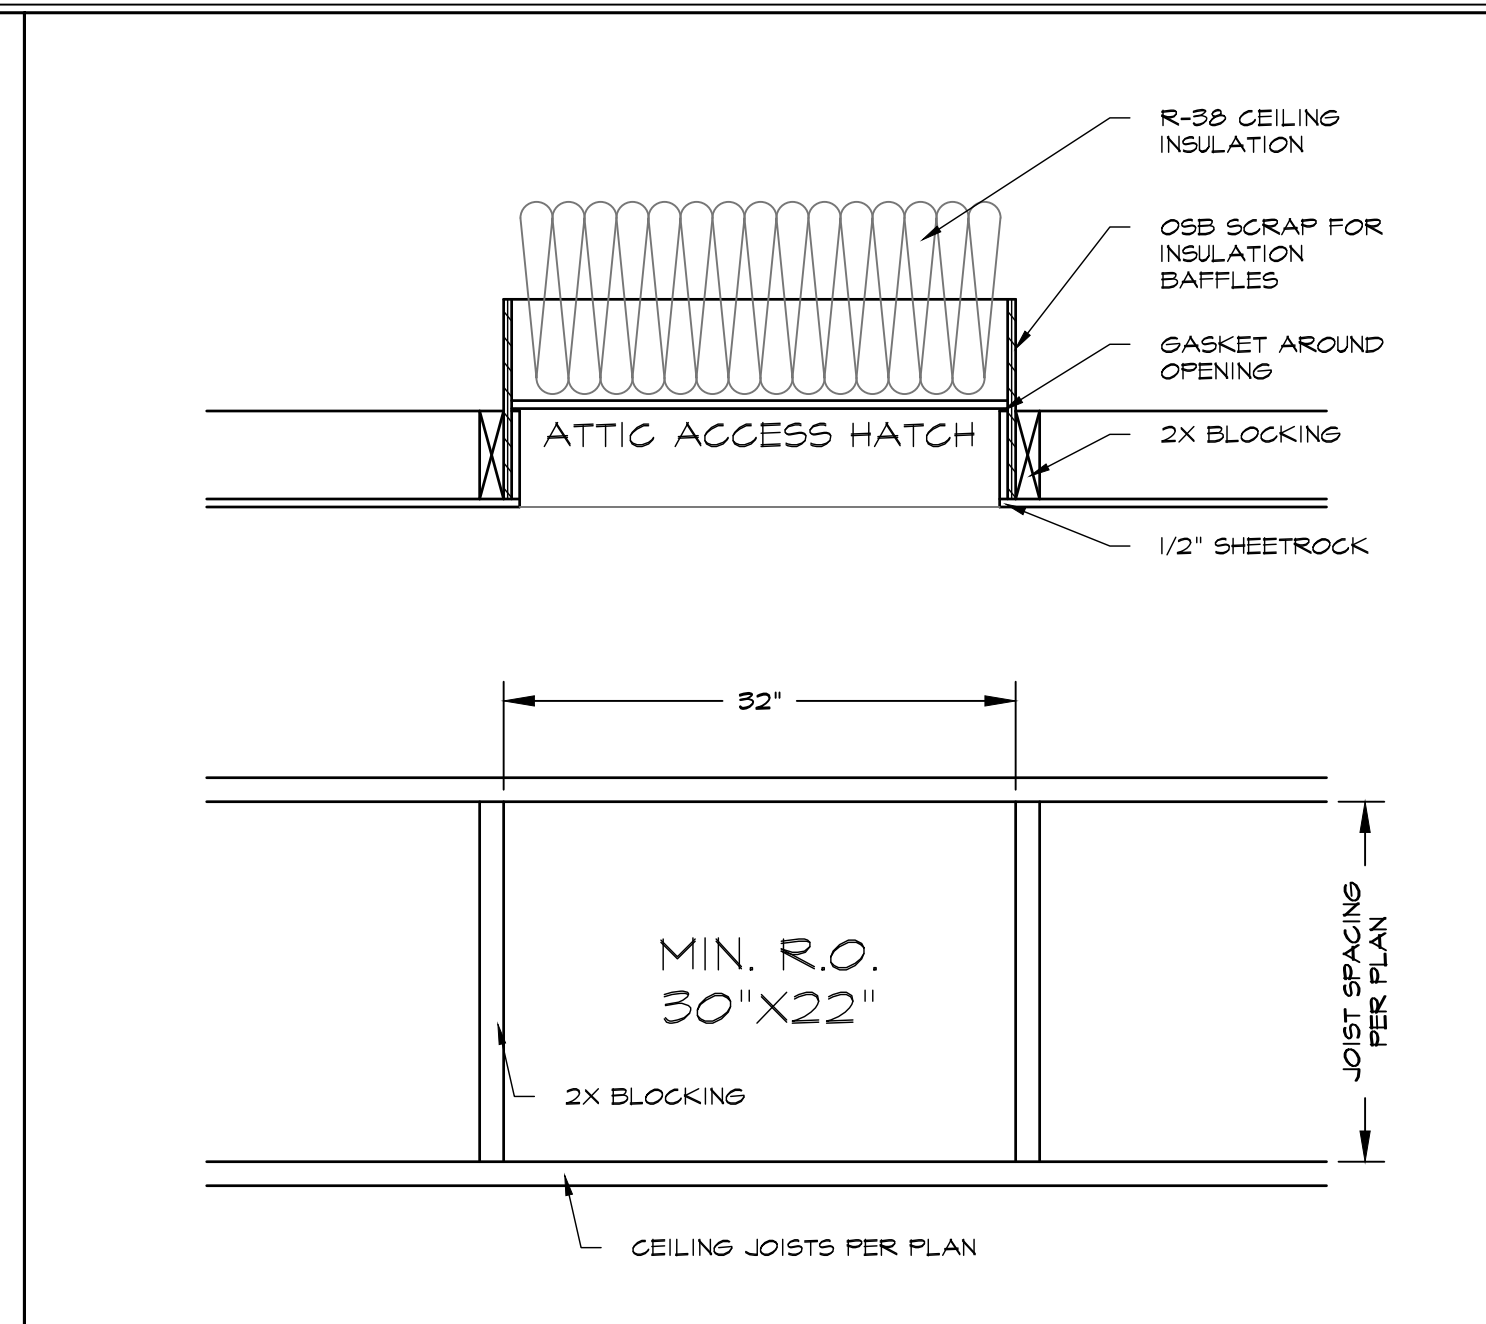 R-38 CEILING
INSULATION
OSB SCRAP FOR
INSULATION
BAFFLES
GASKET AROUND
OPENING
ATTIC ACCESS HATCH
2X BLOCKING
1/2" SHEETROCK
32"
MIN. R.O.
30"X22"
JOIST SPACING
PER PLAN
2X BLOCKING
CEILING JOISTS PER PLAN